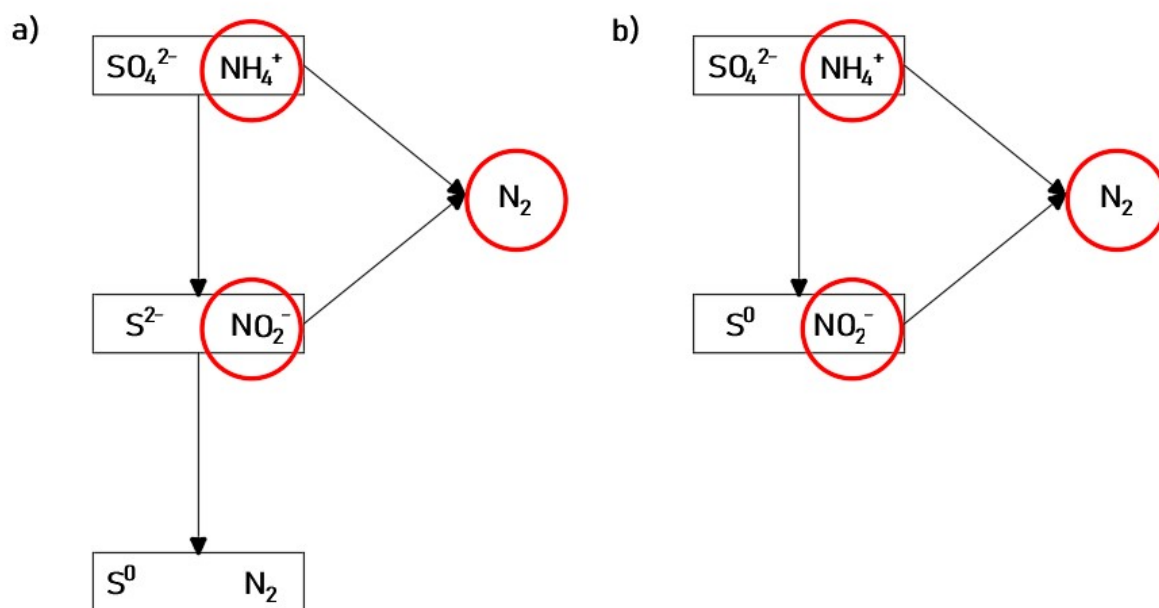 a)
SO₄²⁻ NH₄⁺
N₂
S²⁻ NO₂⁻
S⁰ N₂
b)
SO₄²⁻ NH₄⁺
N₂
S⁰ NO₂⁻